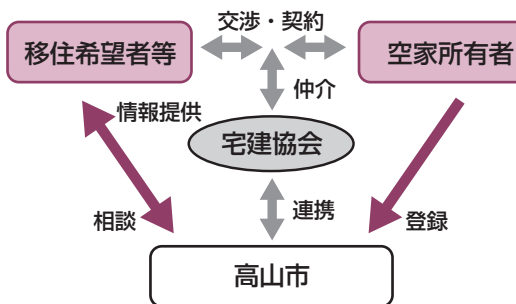 交渉・契約
移住希望者等
空家所有者
仲介
情報提供
宅建協会
連携
相談
登録
高山市